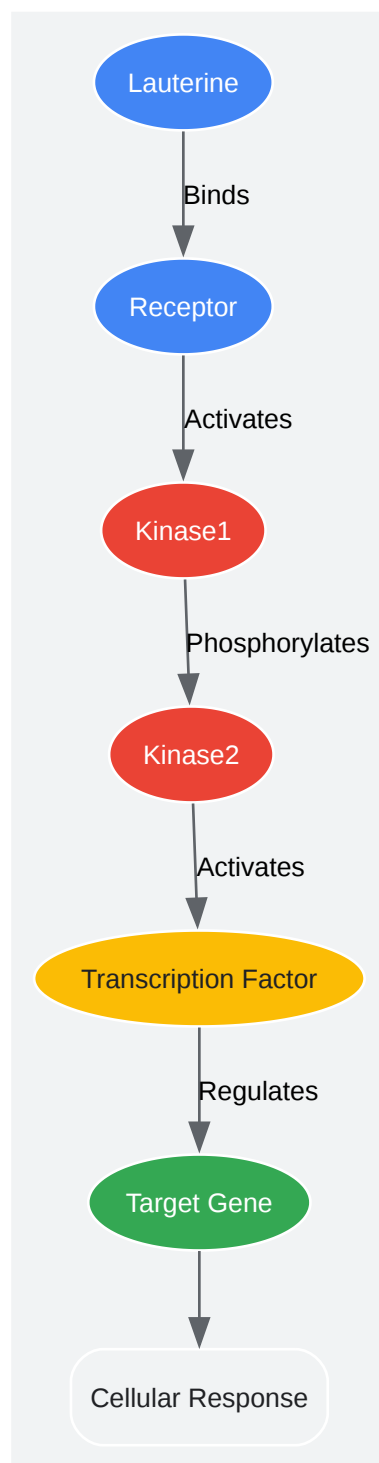 Lauterine
Binds
Receptor
Activates
Kinase1
Phosphorylates
Kinase2
Activates
Transcription Factor
Regulates
Target Gene
Cellular Response